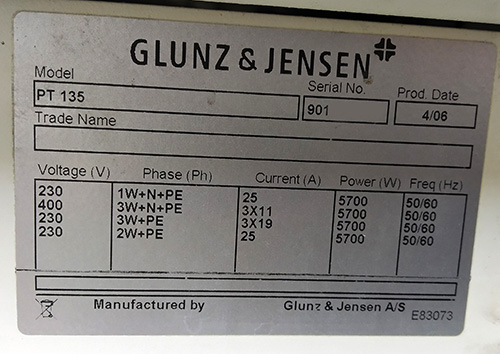 GLUNZ & JENSEN
Model Serial No. Prod. Date
PT 135 901 4/06
Trade Name
Voltage (V) Phase (Ph) Current (A) Power (W) Freq (Hz)
230 1W+N+PE 25 5700 50/60
400 3W+N+PE 3X11 5700 50/60
230 3W+PE 3X19 5700 50/60
230 2W+PE 25 5700 50/60
Manufactured by Glunz & Jensen A/S E83073